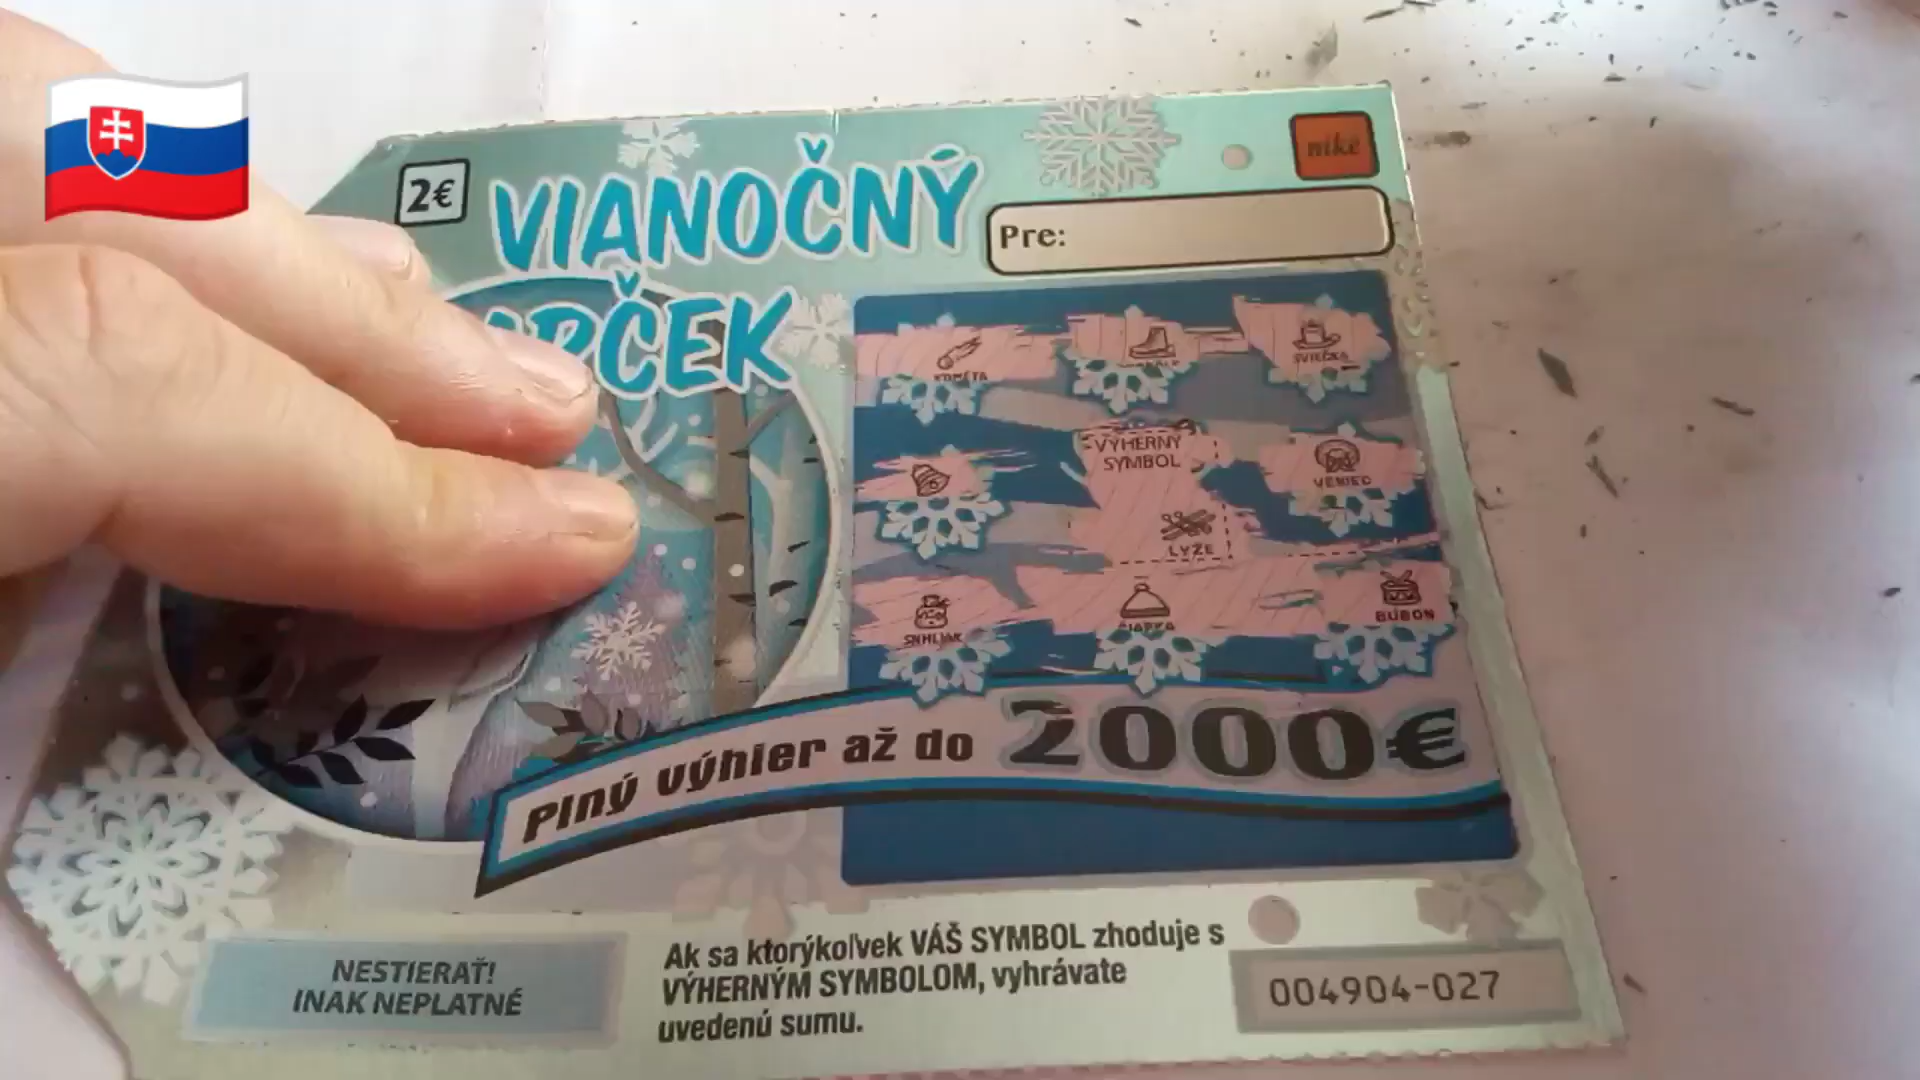 2€
VIANOČNÝ
nike
Pre:
ČEK
KOMÉTA
SVIEČKA
VÝHERNÝ
SYMBOL
VENIEC
LYŽE
SNEHULIAK
ČIAPKA
BUBON
Plný výhier až do 2000€
NESTIERAŤ!
INAK NEPLATNÉ
Ak sa ktorýkoľvek VÁŠ SYMBOL zhoduje s
VÝHERNÝM SYMBOLOM, vyhrávate
uvedenú sumu.
004904-027